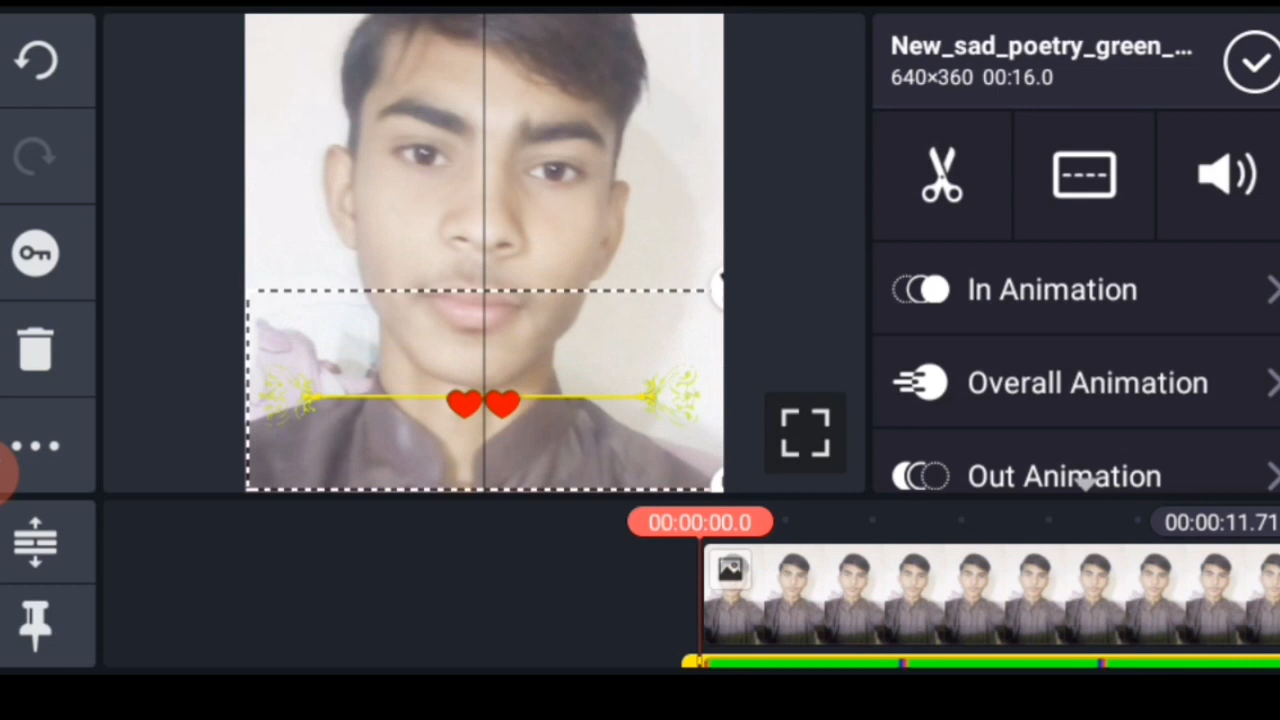 New_sad_poetry_green_...
640×360 00:16.0
In Animation
Overall Animation
Out Animation
00:00:00.0
00:00:11.71